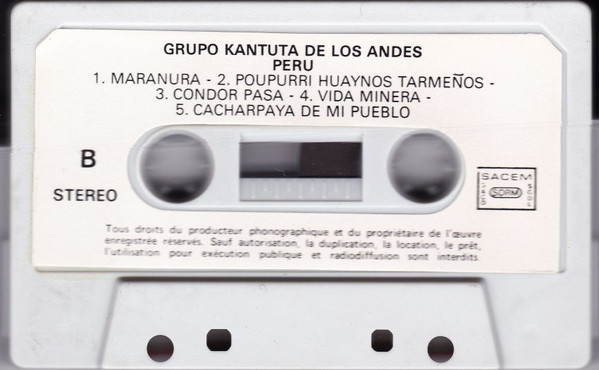 GRUPO KANTUTA DE LOS ANDES
PERU
1. MARANURA - 2. POUPURRI HUAYNOS TARMEÑOS -
3. CONDOR PASA - 4. VIDA MINERA -
5. CACHARPAYA DE MI PUEBLO
B
STEREO
SACEM
SDRM
Tous droits du producteur phonographique et du propriétaire de l'œuvre
enregistrée réservés. Sauf autorisation, la duplication, la location, le prêt,
l'utilisation pour exécution publique et radiodiffusion sont interdits.